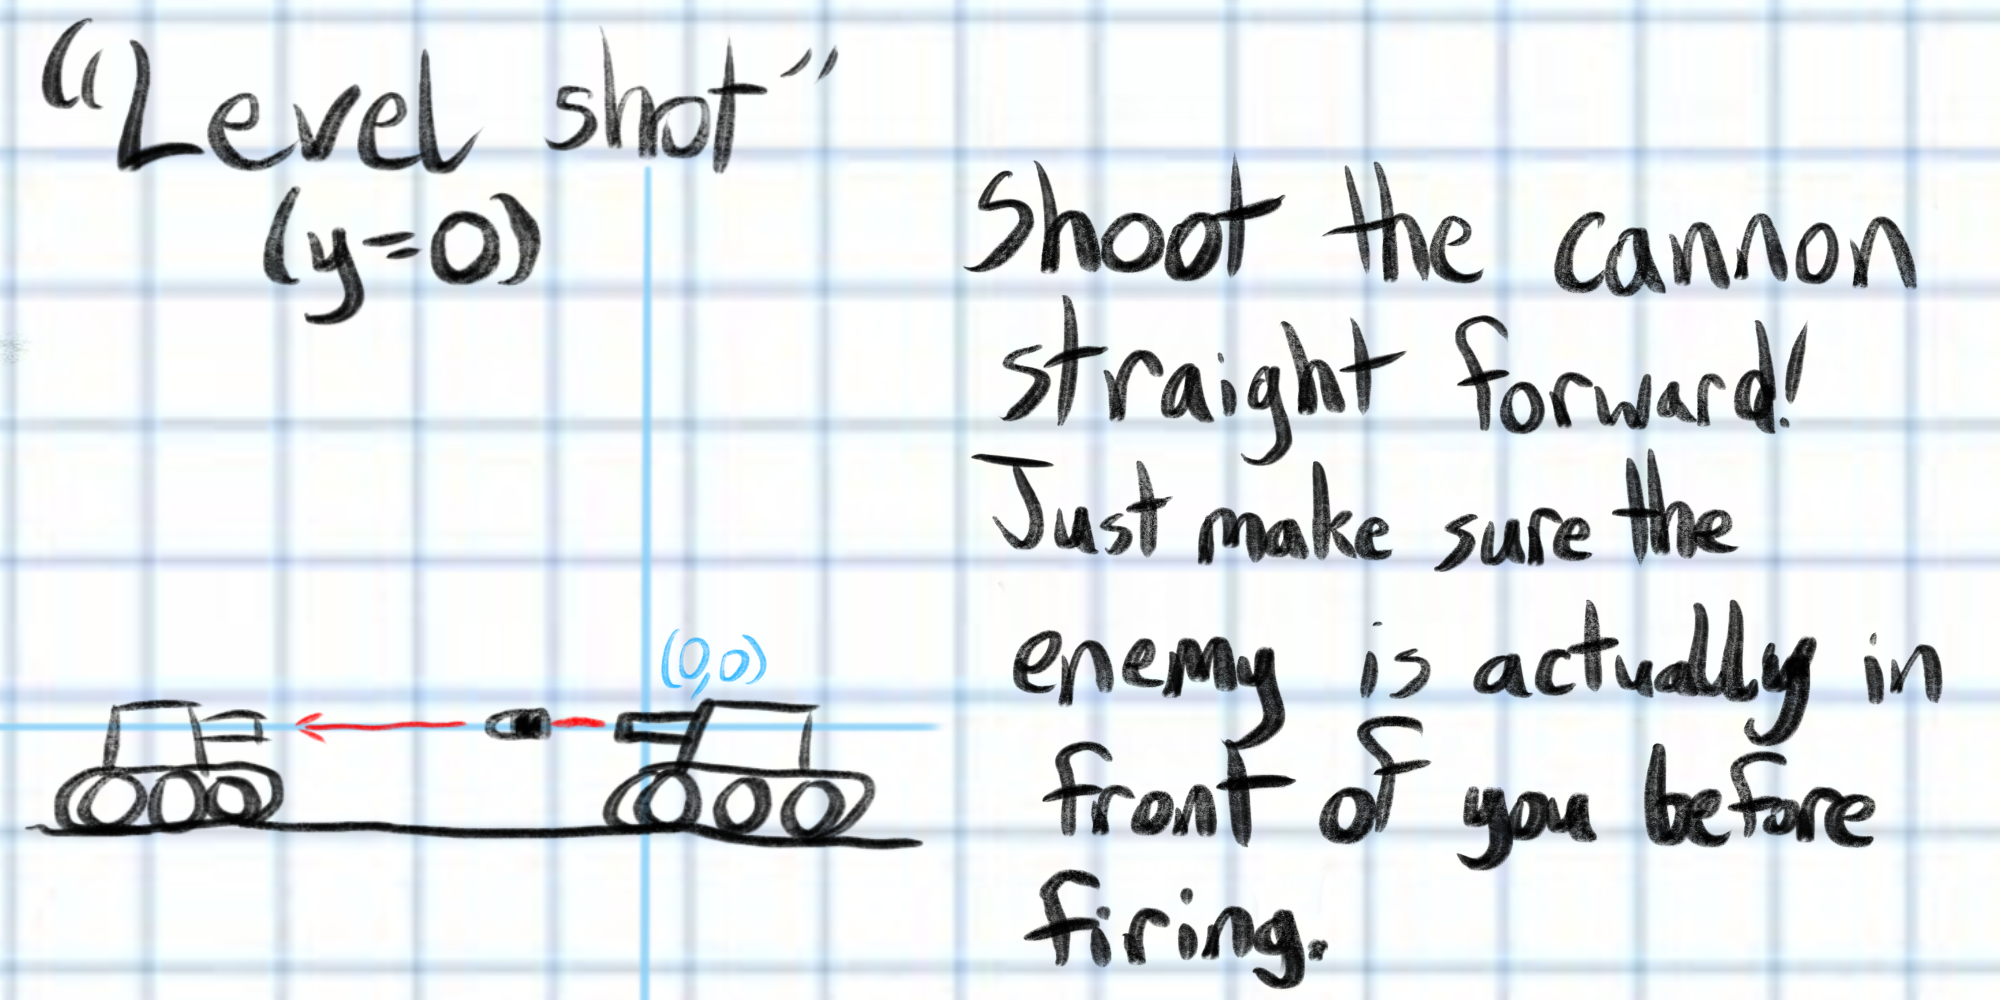 "Level shot"
(y=0)
Shoot the cannon
straight forward!
Just make sure the
enemy is actually in
front of you before
firing.
(0,0)